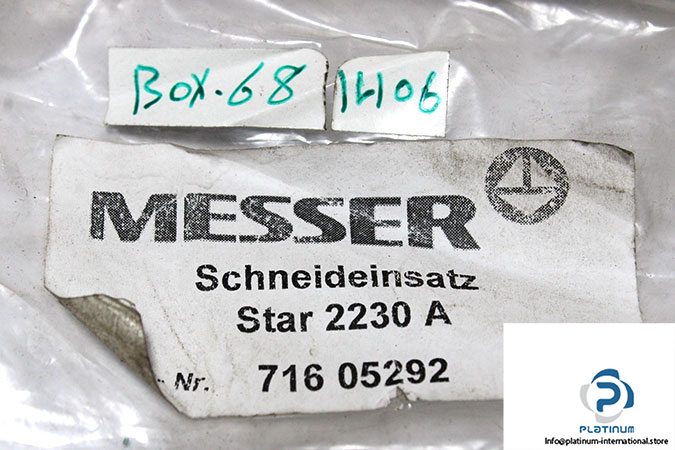 Box.68
1406
MESSER
Schneideinsatz
Star 2230 A
- Nr. 716 05292
PLATINUM
Info@platinum-international.store